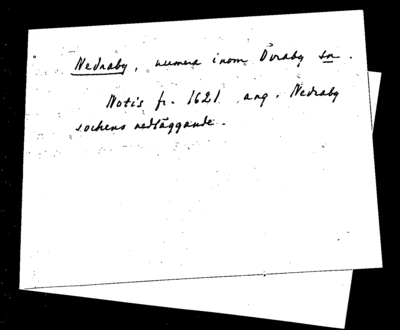 Nedraby, numera inom Övraby sn.
Notis fr. 1621 ang. Nedraby
sockens nedläggande.